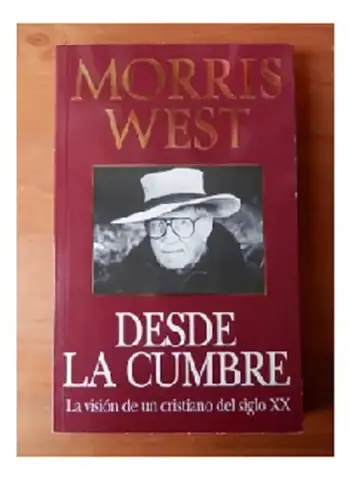 MORRIS
WEST
DESDE
LA CUMBRE
La visión de un cristiano del siglo XX